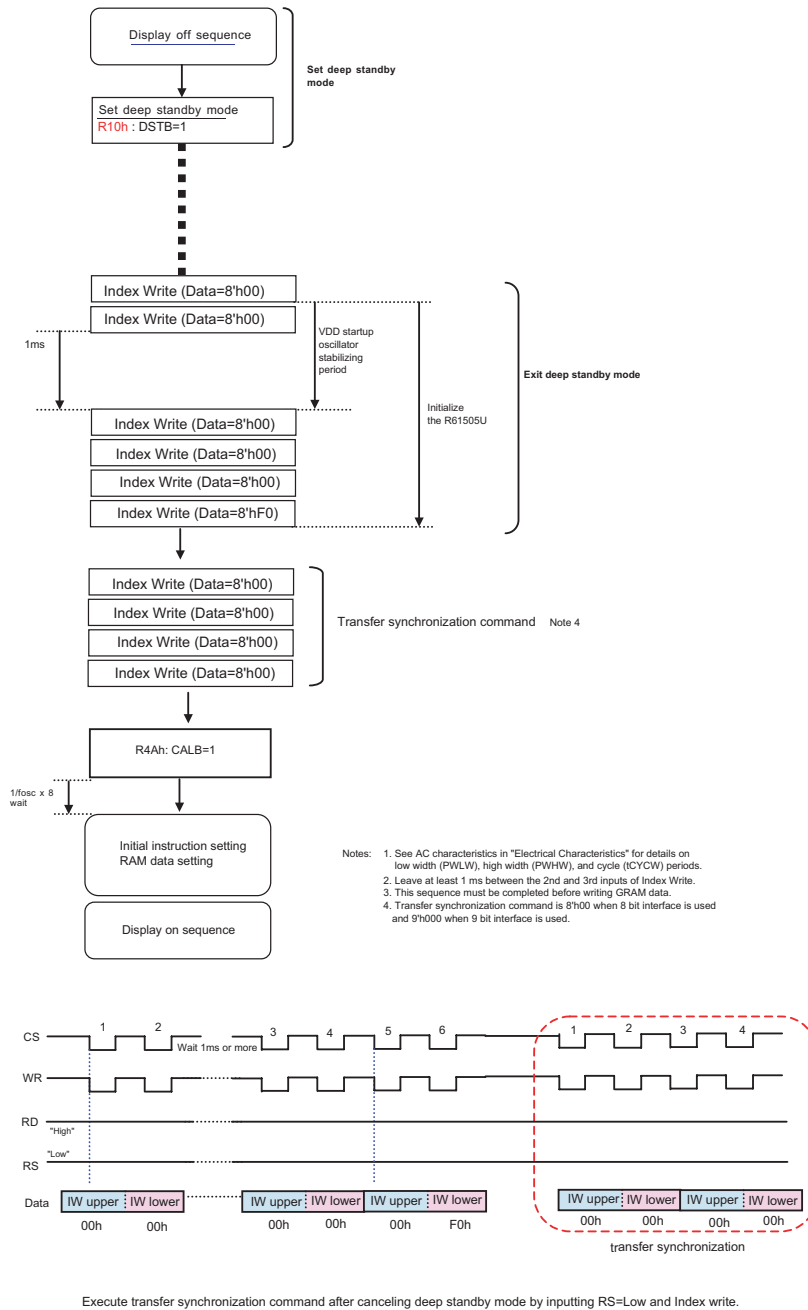 Display off sequence
Set deep standby
mode
Set deep standby mode
R10h : DSTB=1
Index Write (Data=8'h00)
Index Write (Data=8'h00)
1ms
VDD startup
oscillator
stabilizing
period
Exit deep standby mode
Initialize
the R61505U
Index Write (Data=8'h00)
Index Write (Data=8'h00)
Index Write (Data=8'h00)
Index Write (Data=8'hF0)
Index Write (Data=8'h00)
Index Write (Data=8'h00)
Index Write (Data=8'h00)
Index Write (Data=8'h00)
Transfer synchronization command Note 4
R4Ah: CALB=1
1/fosc x 8
wait
Initial instruction setting
RAM data setting
Display on sequence
Notes: 1. See AC characteristics in "Electrical Characteristics" for details on
low width (PWLW), high width (PWHW), and cycle (tCYCW) periods.
2. Leave at least 1 ms between the 2nd and 3rd inputs of Index Write.
3. This sequence must be completed before writing GRAM data.
4. Transfer synchronization command is 8'h00 when 8 bit interface is used
and 9'h000 when 9 bit interface is used.
1 2 3 4 5 6 1 2 3 4
CS
Wait 1ms or more
WR
RD
"High"
"Low"
RS
Data IW upper IW lower IW upper IW lower IW upper IW lower IW upper IW lower IW upper IW lower
00h 00h 00h 00h 00h F0h 00h 00h 00h 00h
transfer synchronization
Execute transfer synchronization command after canceling deep standby mode by inputting RS=Low and Index write.